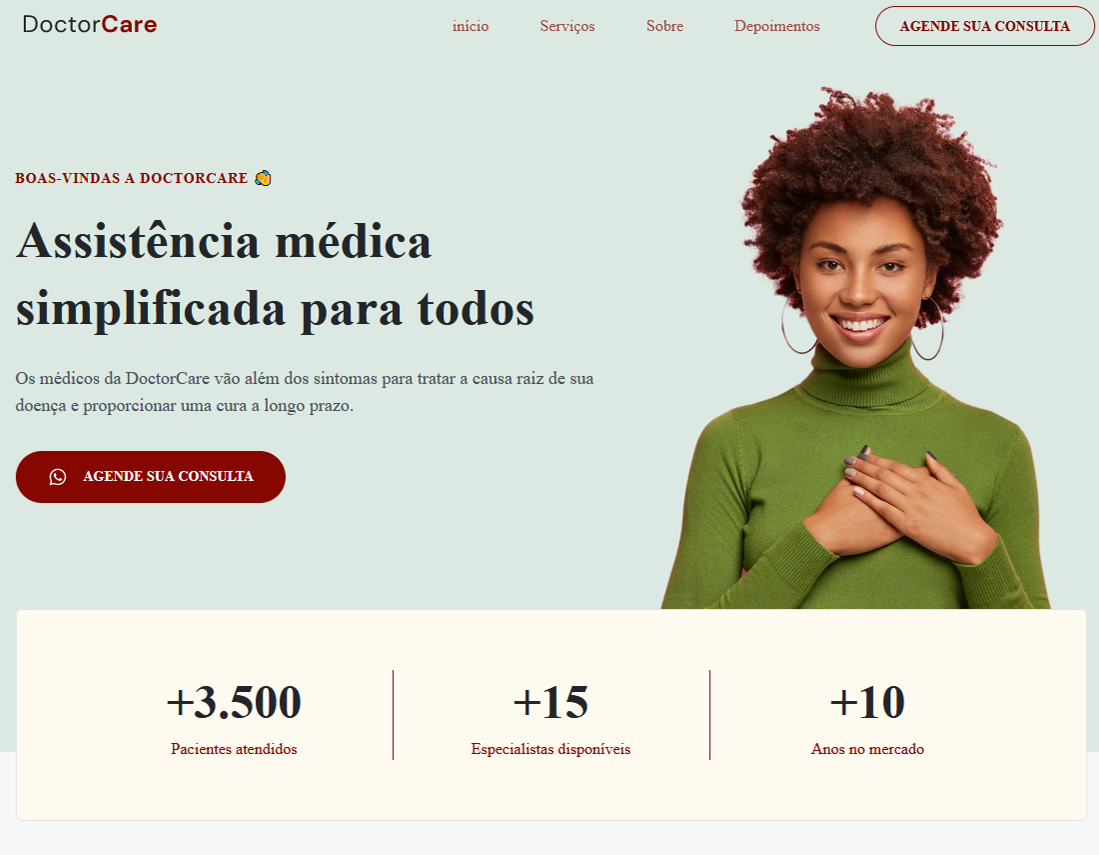 DoctorCare
início
Serviços
Sobre
Depoimentos
AGENDE SUA CONSULTA
BOAS-VINDAS A DOCTORCARE 👋
Assistência médica
simplificada para todos
Os médicos da DoctorCare vão além dos sintomas para tratar a causa raiz de sua
doença e proporcionar uma cura a longo prazo.
AGENDE SUA CONSULTA
+3.500
Pacientes atendidos
+15
Especialistas disponíveis
+10
Anos no mercado